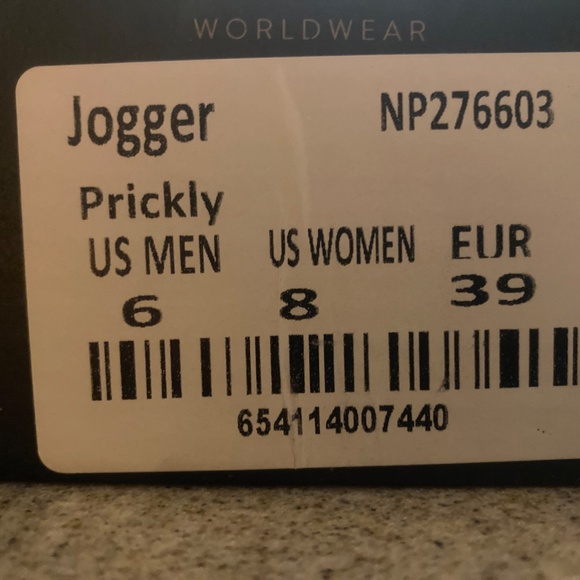 WORLDWEAR
Jogger NP276603
Prickly
US MEN US WOMEN EUR
6 8 39
654114007440